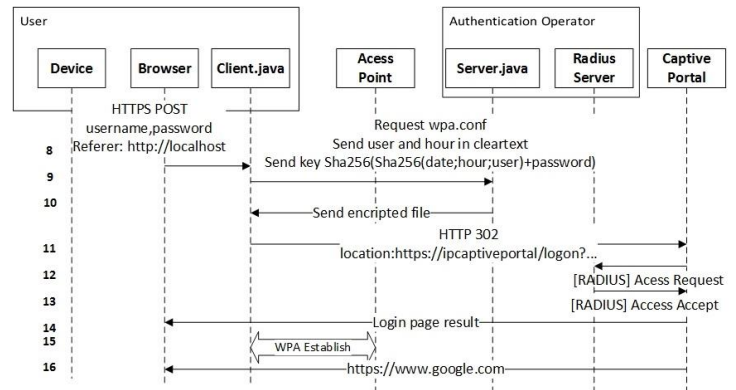 User
Authentication Operator
Device
Browser
Client.java
Acess
Point
Server.java
Radius
Server
Captive
Portal
HTTPS POST
username,password
Referer: http://localhost
Request wpa.conf
Send user and hour in cleartext
Send key Sha256(Sha256(date;hour;user)+password)
8
9
10
Send encripted file
HTTP 302
location:https://ipcaptiveportal/logon?...
11
12
[RADIUS] Acess Request
13
[RADIUS] Access Accept
14
Login page result
15
WPA Establish
16
https://www.google.com